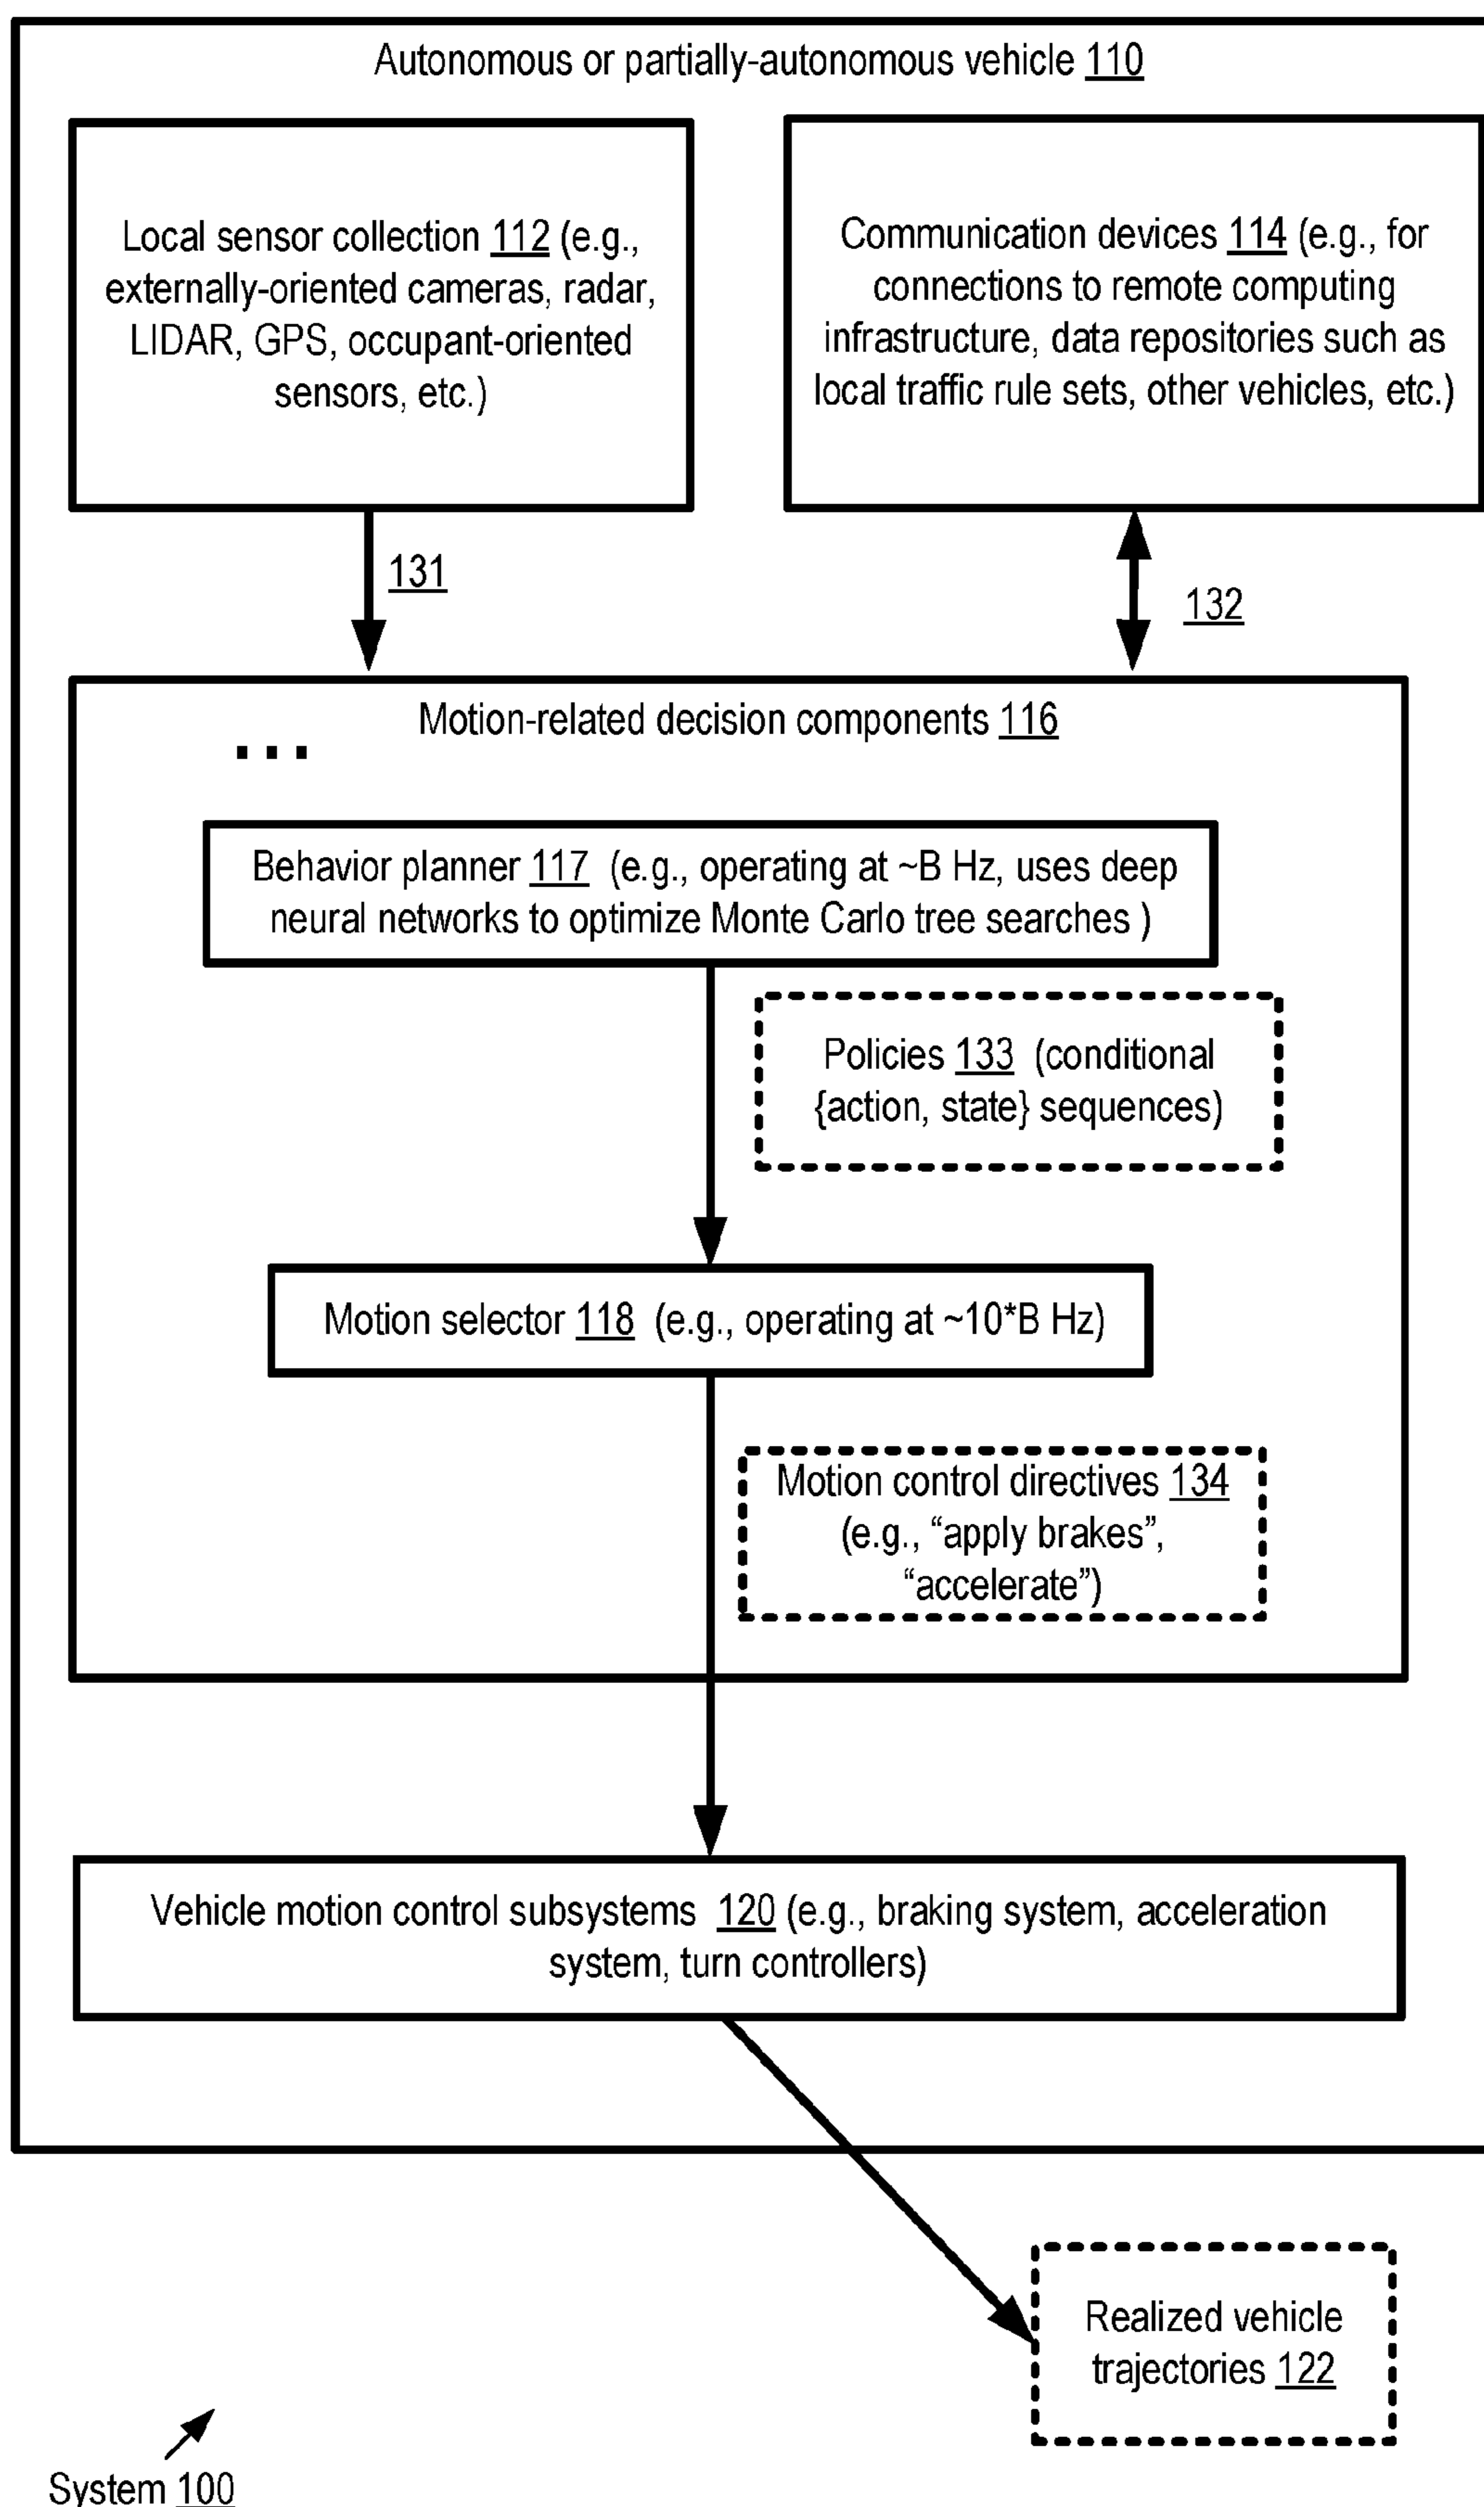 Autonomous or partially-autonomous vehicle 110
Local sensor collection 112 (e.g.,
externally-oriented cameras, radar,
LIDAR, GPS, occupant-oriented
sensors, etc.)
Communication devices 114 (e.g., for
connections to remote computing
infrastructure, data repositories such as
local traffic rule sets, other vehicles, etc.)
131
132
Motion-related decision components 116
...
Behavior planner 117 (e.g., operating at ~B Hz, uses deep
neural networks to optimize Monte Carlo tree searches )
Policies 133 (conditional
{action, state} sequences)
Motion selector 118 (e.g., operating at ~10*B Hz)
Motion control directives 134
(e.g., “apply brakes”,
“accelerate”)
Vehicle motion control subsystems 120 (e.g., braking system, acceleration
system, turn controllers)
Realized vehicle
trajectories 122
System 100